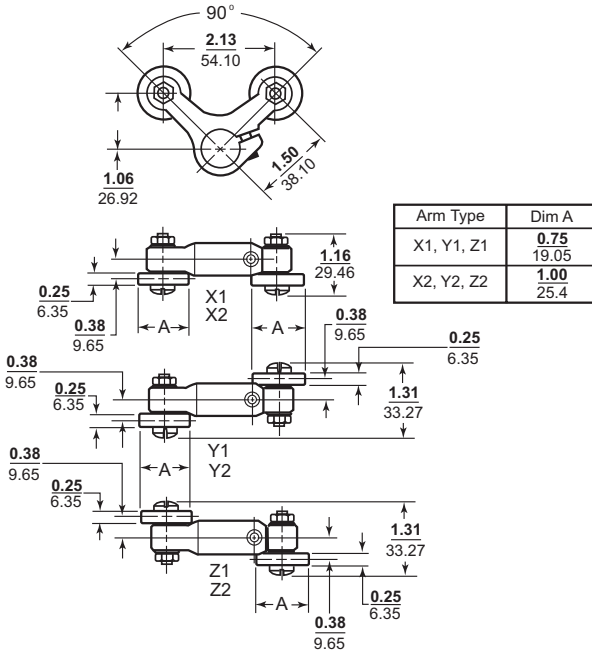 90°
2.13
54.10
1.50
38.10
1.06
26.92
Arm Type Dim A
X1, Y1, Z1 0.75
19.05
X2, Y2, Z2 1.00
25.4
1.16
29.46
0.25
6.35
X1
X2
0.38
9.65
A
A
0.38
9.65
0.25
6.35
0.38
9.65
0.25
6.35
1.31
33.27
Y1
Y2
A
0.38
9.65
0.25
6.35
1.31
33.27
Z1
Z2
A
0.25
6.35
0.38
9.65